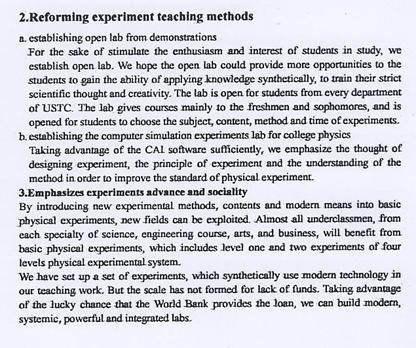 2.Reforming experiment teaching methods
a. establishing open lab from demonstrations
For the sake of stimulate the enthusiasm and interest of students in study, we
establish open lab. We hope the open lab could provide more opportunities to the
students to gain the ability of applying knowledge synthetically, to train their strict
scientific thought and creativity. The lab is open for students from every department
of USTC. The lab gives courses mainly to the freshmen and sophomores, and is
opened for students to choose the subject, content, method and time of experiments.
b. establishing the computer simulation experiments lab for college physics
Taking advantage of the CAI software sufficiently, we emphasize the thought of
designing experiment, the principle of experiment and the understanding of the
method in order to improve the standard of physical experiment.
3.Emphasizes experiments advance and sociality
By introducing new experimental methods, contents and modern means into basic
physical experiments, new fields can be exploited. Almost all underclassmen, from
each specialty of science, engineering course, arts, and business, will benefit from
basic physical experiments, which includes level one and two experiments of four
levels physical experimental system.
We have set up a set of experiments, which synthetically use modern technology in
our teaching work. But the scale has not formed for lack of funds. Taking advantage
of the lucky chance that the World Bank provides the loan, we can build modern,
systemic, powerful and integrated labs.